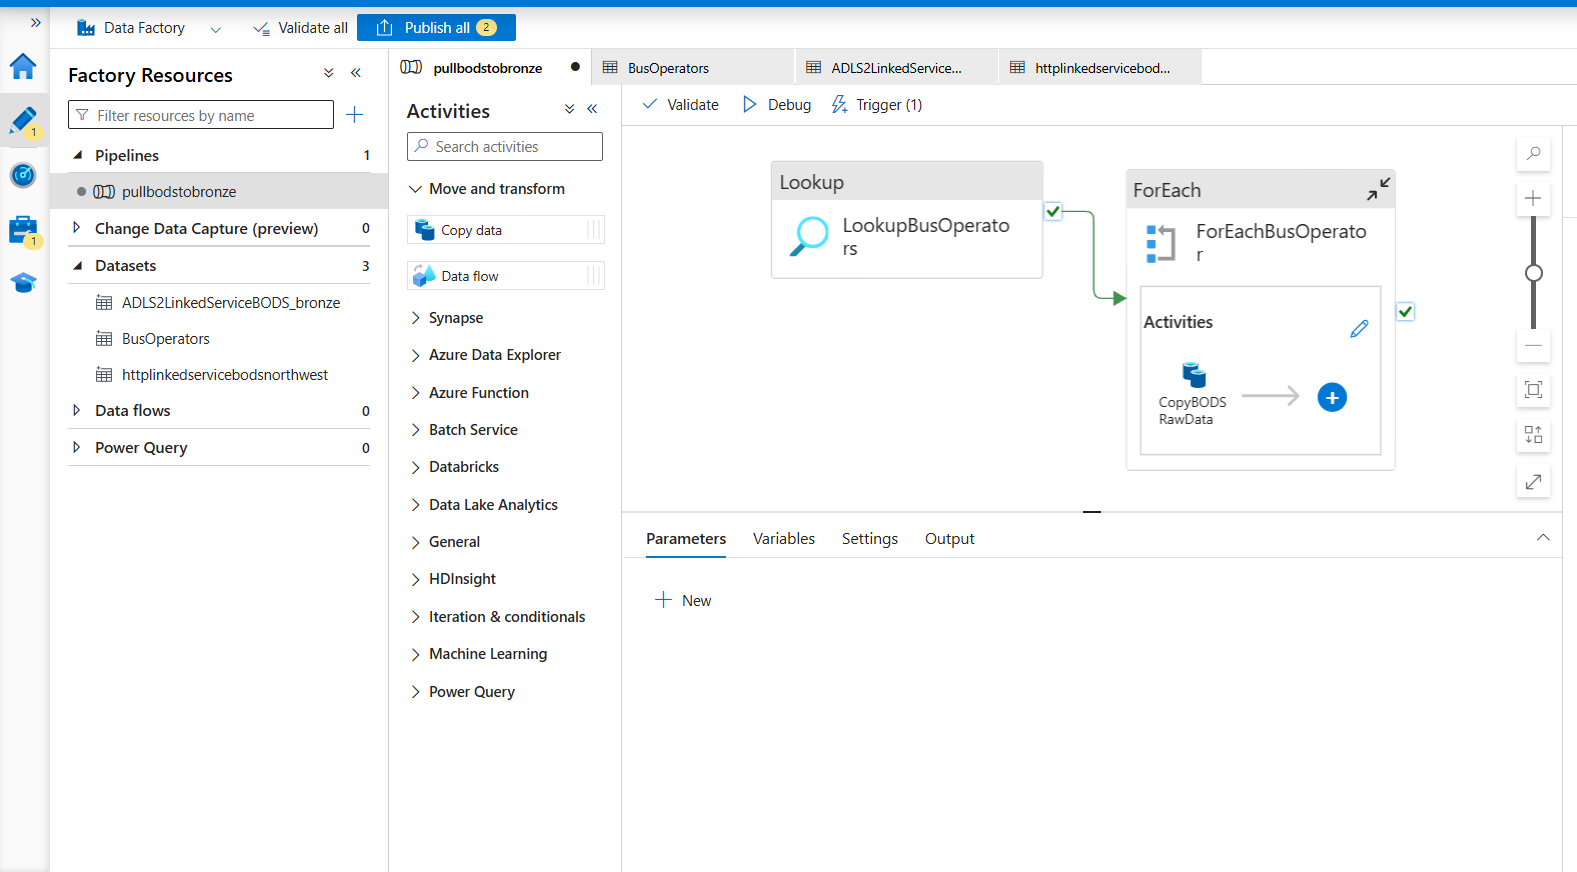 Data Factory
Validate all
Publish all 2
Factory Resources
Filter resources by name
1
1
Pipelines 1
pullbodstobronze
Change Data Capture (preview) 0
Datasets 3
ADLS2LinkedServiceBODS_bronze
BusOperators
httplinkedservicebodsnorthwest
Data flows 0
Power Query 0
pullbodstobronze
BusOperators
ADLS2LinkedService...
httplinkedservicebod...
Activities
Search activities
Move and transform
Copy data
Data flow
Synapse
Azure Data Explorer
Azure Function
Batch Service
Databricks
Data Lake Analytics
General
HDInsight
Iteration & conditionals
Machine Learning
Power Query
Validate
Debug
Trigger (1)
Lookup
LookupBusOperato
rs
ForEach
ForEachBusOperato
r
Activities
CopyBODS
RawData
Parameters
Variables
Settings
Output
New